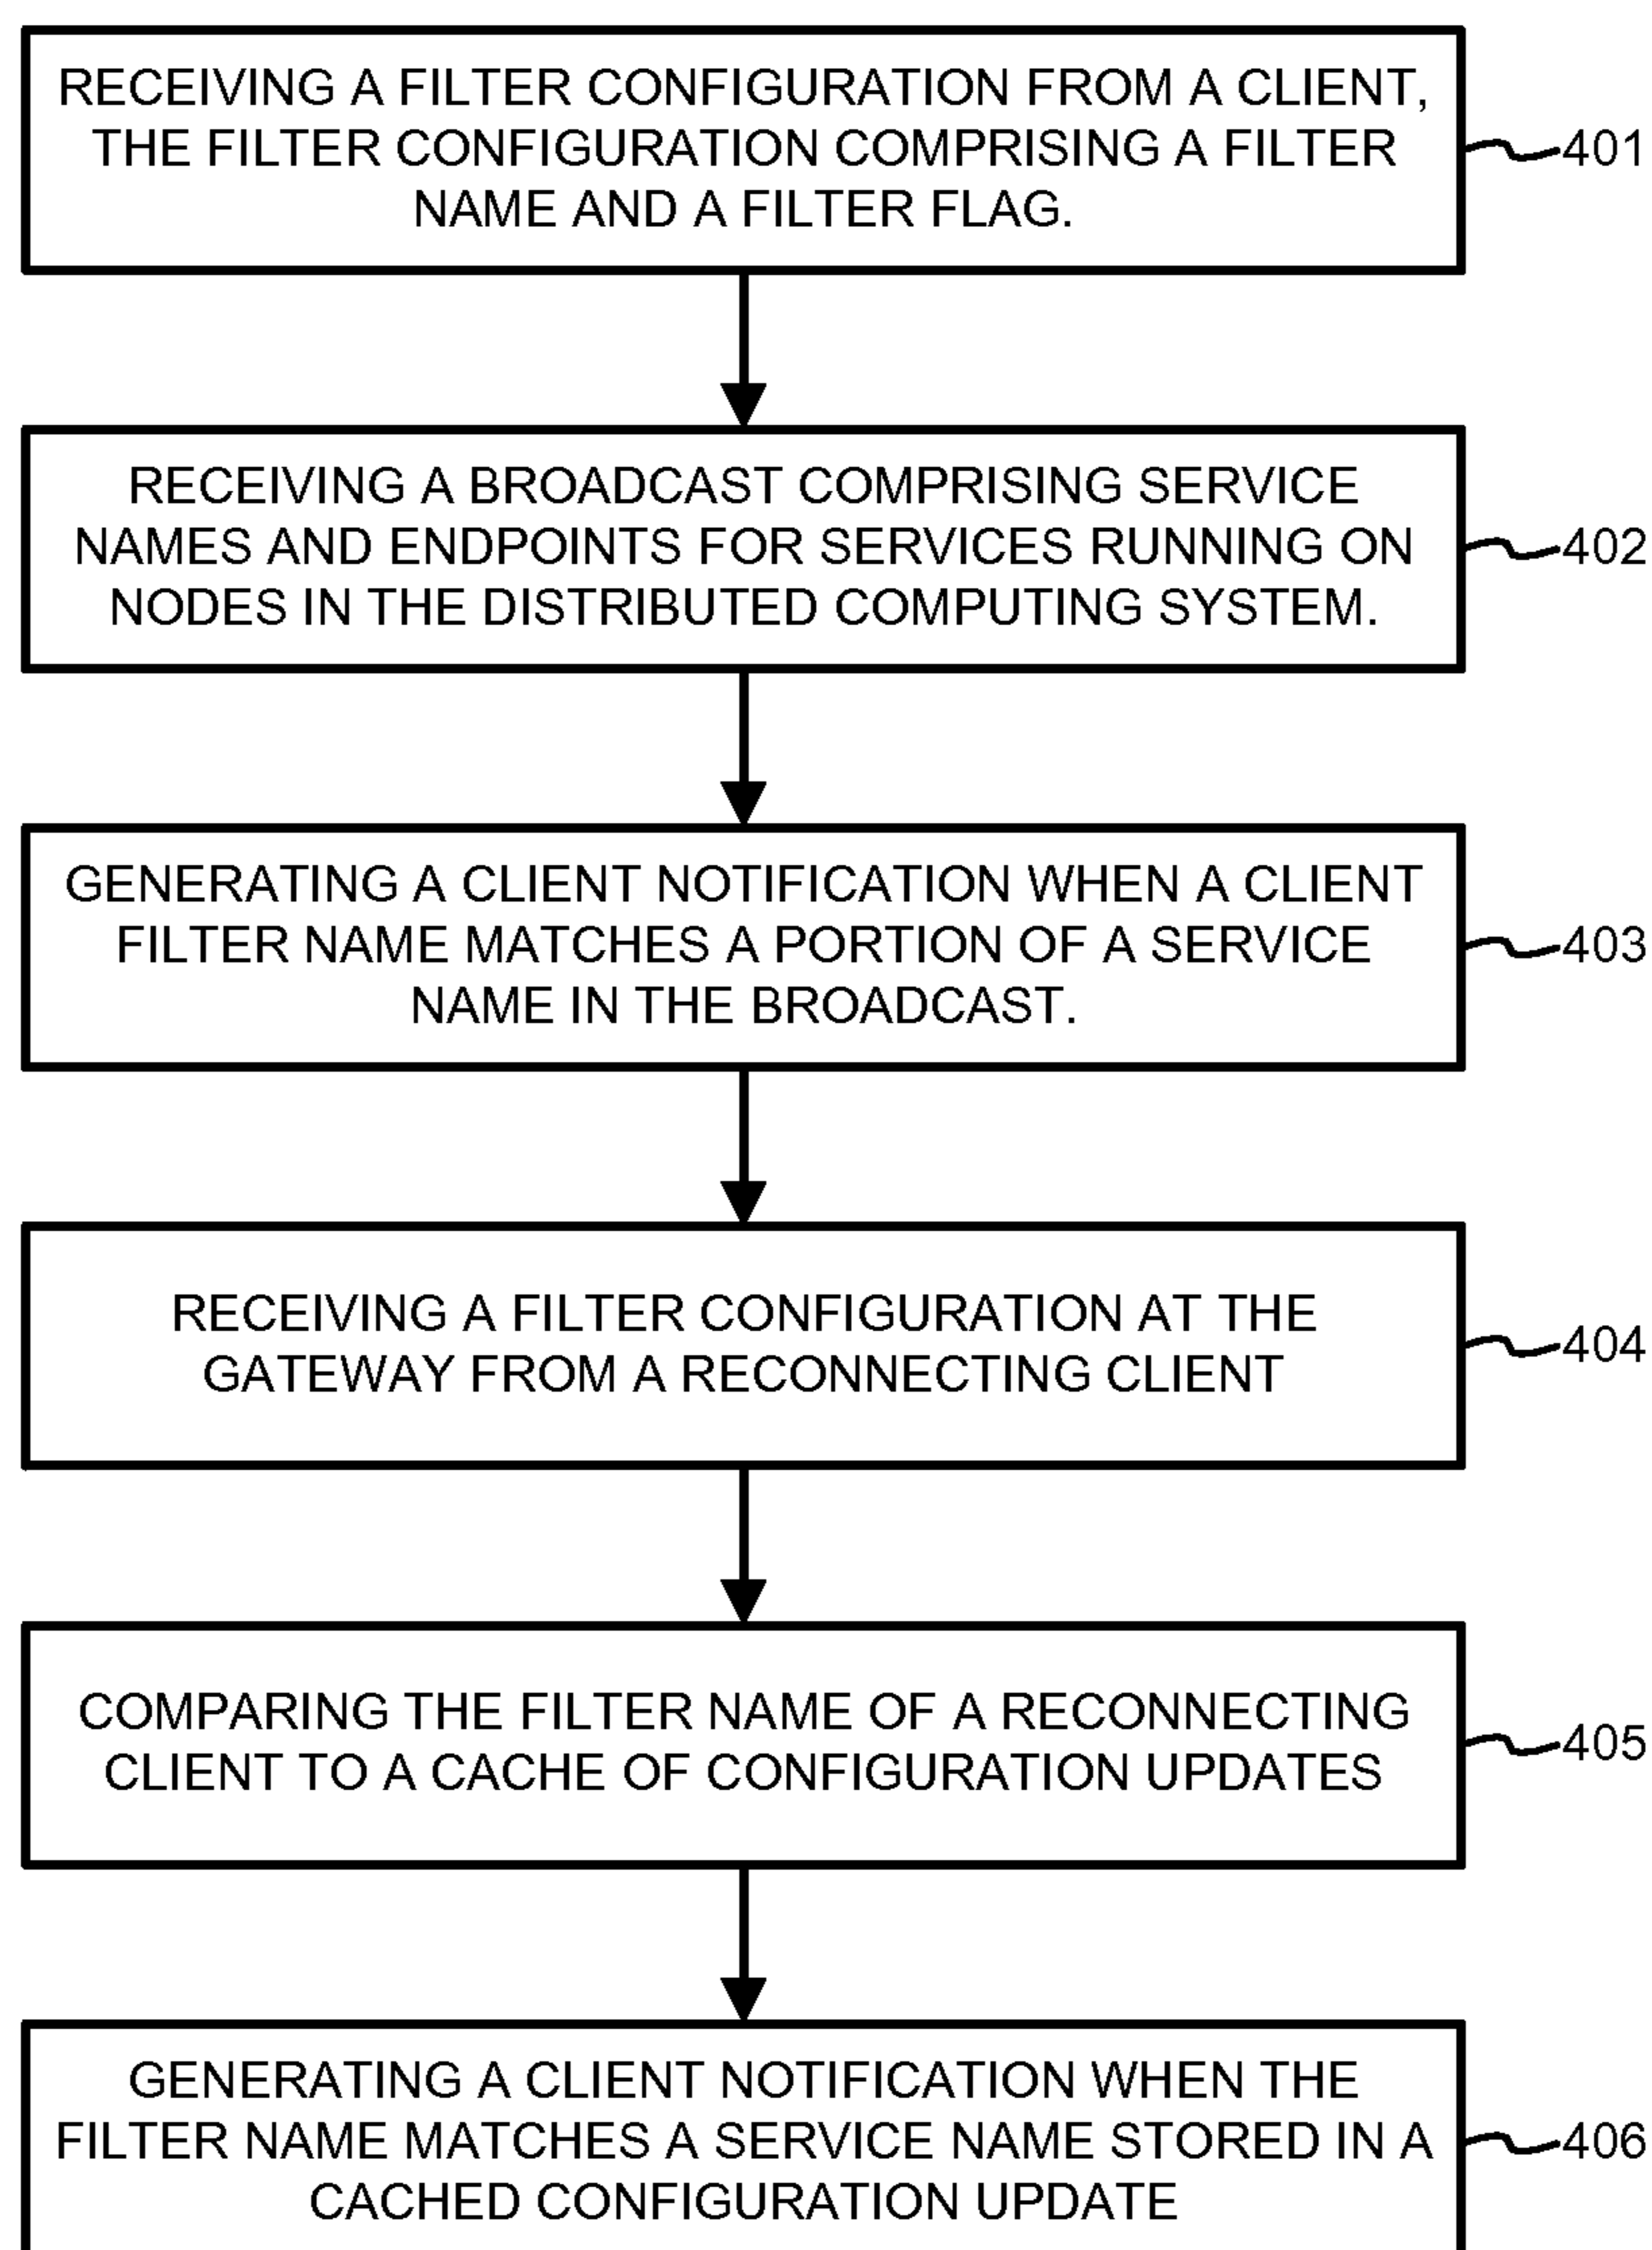 RECEIVING A FILTER CONFIGURATION FROM A CLIENT,
THE FILTER CONFIGURATION COMPRISING A FILTER
NAME AND A FILTER FLAG.
401
RECEIVING A BROADCAST COMPRISING SERVICE
NAMES AND ENDPOINTS FOR SERVICES RUNNING ON
NODES IN THE DISTRIBUTED COMPUTING SYSTEM.
402
GENERATING A CLIENT NOTIFICATION WHEN A CLIENT
FILTER NAME MATCHES A PORTION OF A SERVICE
NAME IN THE BROADCAST.
403
RECEIVING A FILTER CONFIGURATION AT THE
GATEWAY FROM A RECONNECTING CLIENT
404
COMPARING THE FILTER NAME OF A RECONNECTING
CLIENT TO A CACHE OF CONFIGURATION UPDATES
405
GENERATING A CLIENT NOTIFICATION WHEN THE
FILTER NAME MATCHES A SERVICE NAME STORED IN A
CACHED CONFIGURATION UPDATE
406